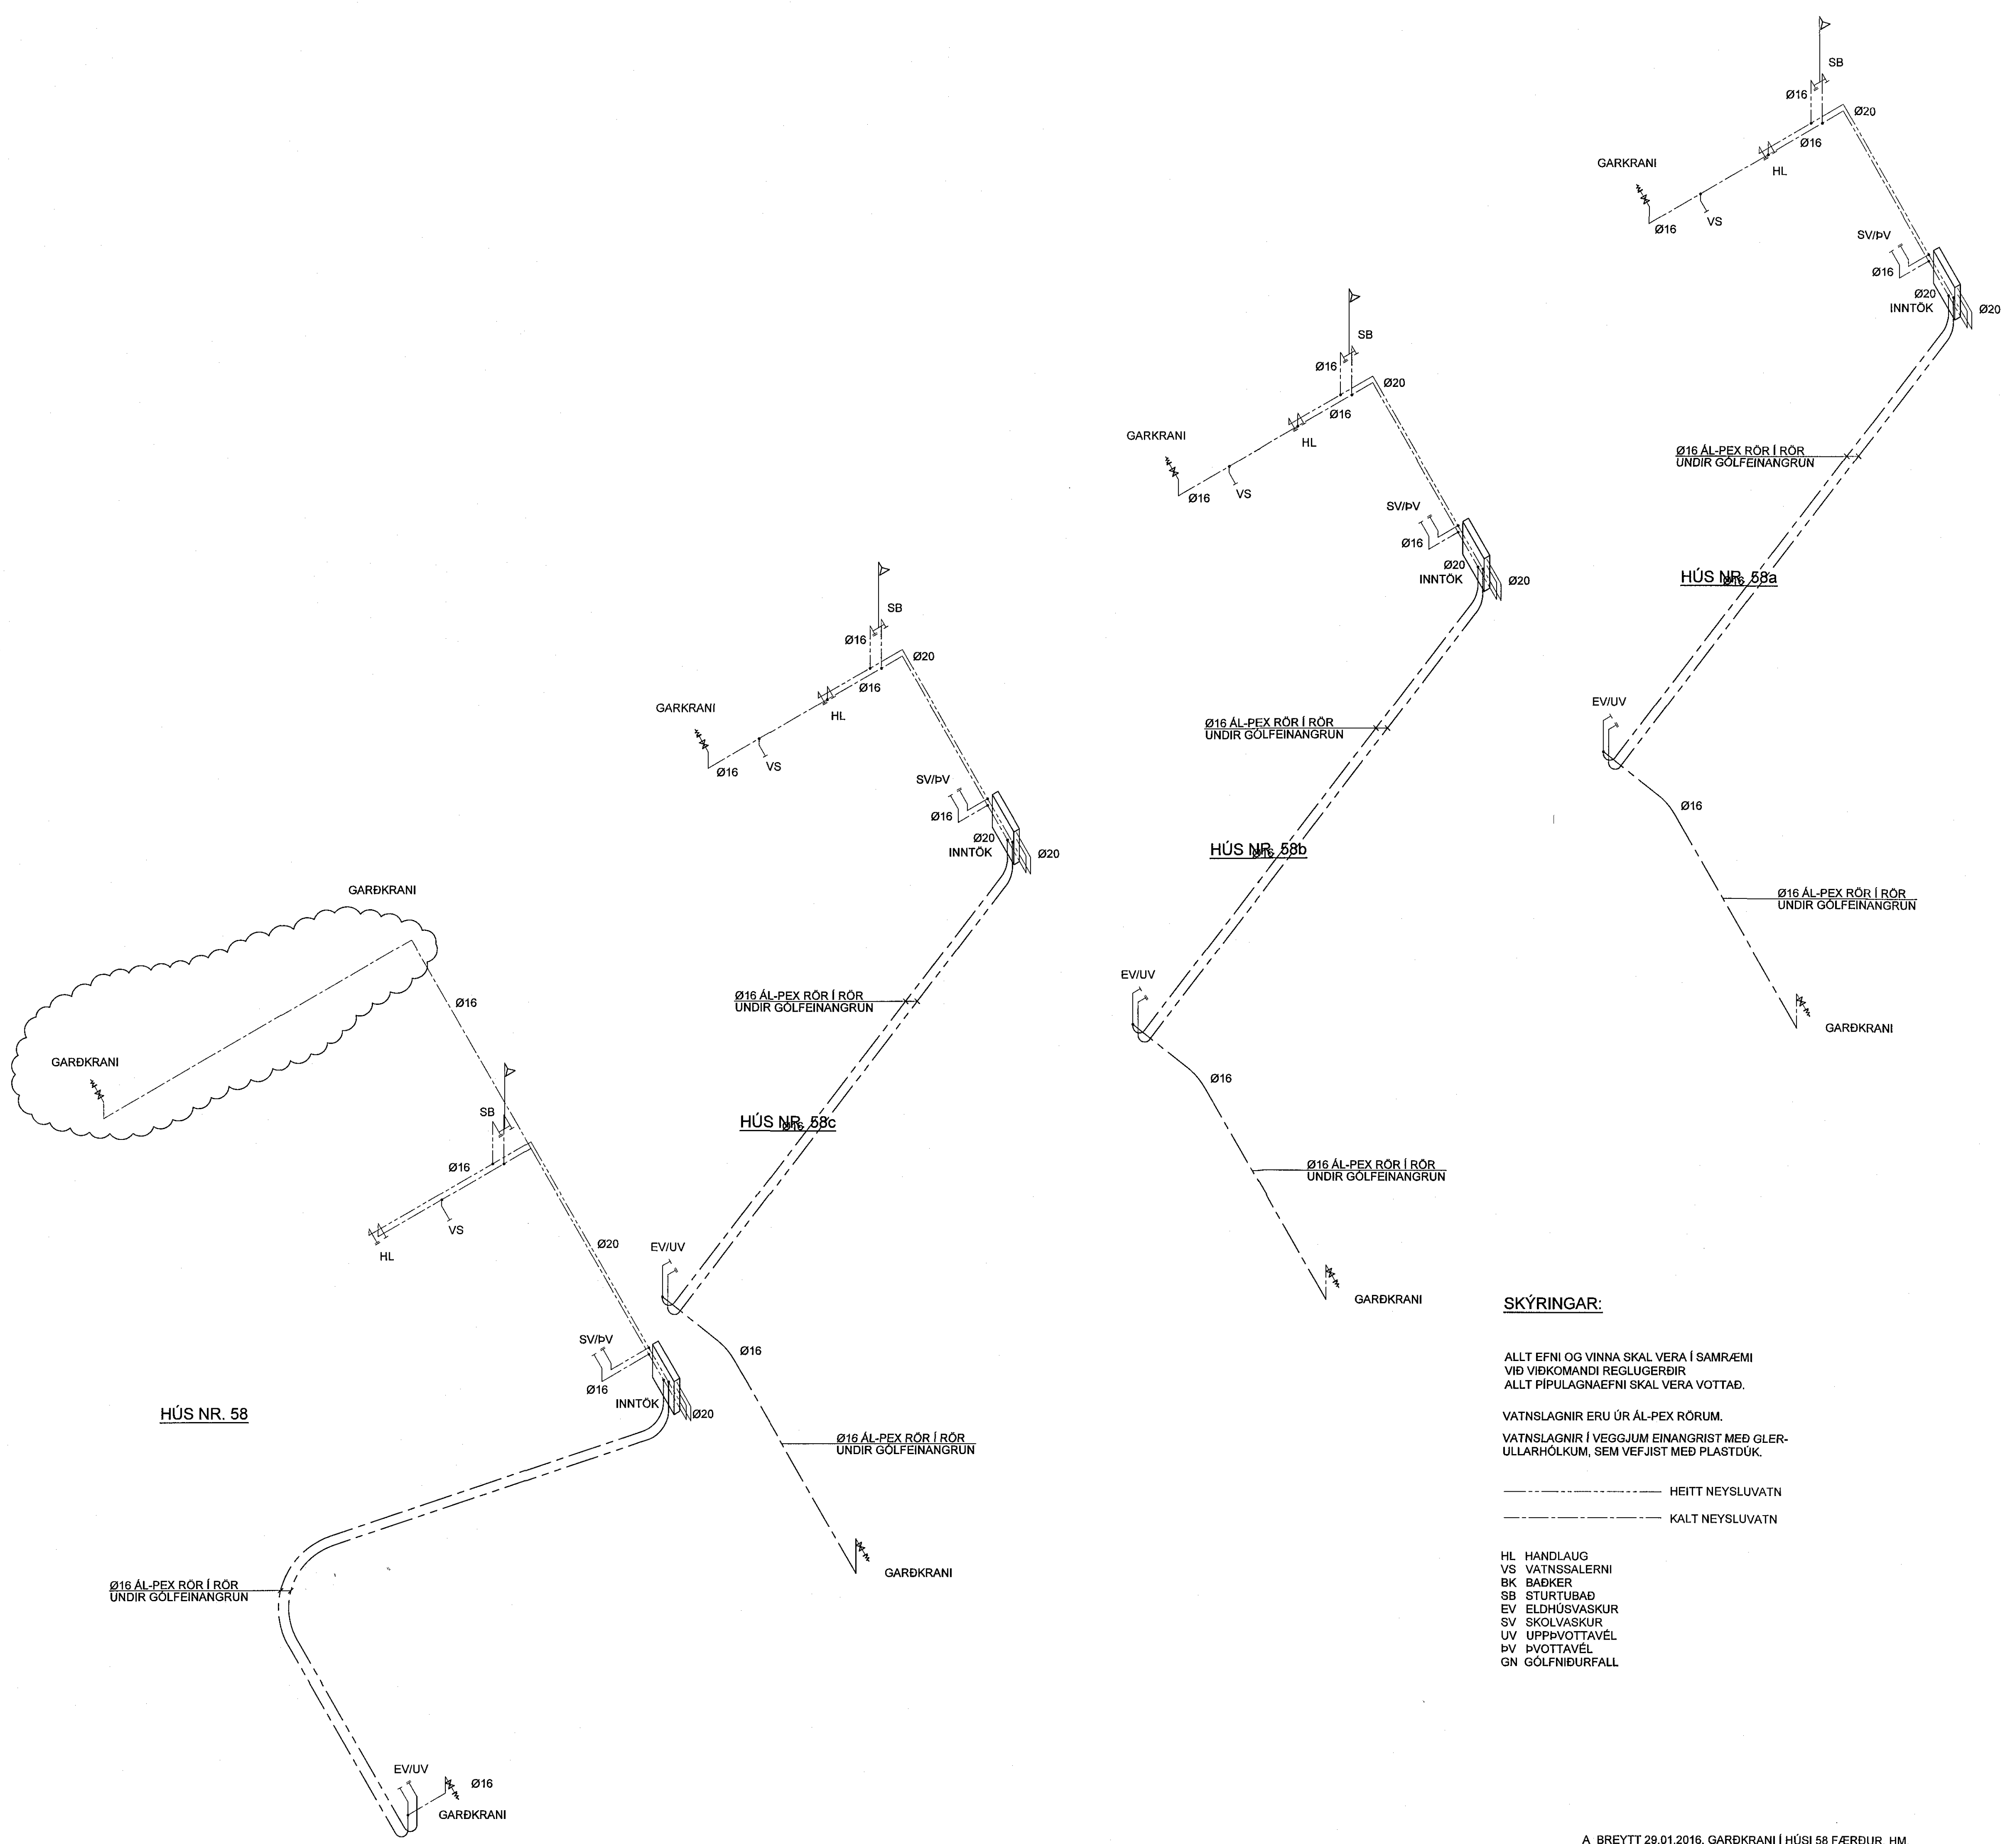 SB
Ø16
Ø20
Ø16
GARKRANI
HL
Ø16
VS
SV/ÞV
Ø16
Ø20
INNTÖK
Ø20
Ø16 ÁL-PEX RÖR Í RÖR
UNDIR GÓLFEINANGRUN
HÚS NR. 58a
Ø16
EV/UV
Ø16
Ø16 ÁL-PEX RÖR Í RÖR
UNDIR GÓLFEINANGRUN
GARÐKRANI
SB
Ø16
Ø20
Ø16
GARKRANI
HL
Ø16
VS
SV/ÞV
Ø16
Ø20
INNTÖK
Ø20
Ø16 ÁL-PEX RÖR Í RÖR
UNDIR GÓLFEINANGRUN
HÚS NR. 58b
Ø16
EV/UV
Ø16
Ø16 ÁL-PEX RÖR Í RÖR
UNDIR GÓLFEINANGRUN
GARÐKRANI
SB
Ø16
Ø20
Ø16
GARKRANI
HL
Ø16
VS
SV/ÞV
Ø16
Ø20
INNTÖK
Ø20
Ø16 ÁL-PEX RÖR Í RÖR
UNDIR GÓLFEINANGRUN
HÚS NR. 58c
Ø16
EV/UV
Ø16
Ø16 ÁL-PEX RÖR Í RÖR
UNDIR GÓLFEINANGRUN
GARÐKRANI
GARÐKRANI
Ø16
GARÐKRANI
SB
Ø16
VS
HL
Ø20
SV/ÞV
Ø16
INNTÖK
Ø20
HÚS NR. 58
Ø16 ÁL-PEX RÖR Í RÖR
UNDIR GÓLFEINANGRUN
EV/UV
Ø16
GARÐKRANI
SKÝRINGAR:
ALLT EFNI OG VINNA SKAL VERA Í SAMRÆMI
VIÐ VIÐKOMANDI REGLUGERÐIR
ALLT PÍPULAGNAEFNI SKAL VERA VOTTAÐ.
VATNSLAGNIR ERU ÚR ÁL-PEX RÖRUM.
VATNSLAGNIR Í VEGGJUM EINANGRIST MEÐ GLER-
ULLARHÓLKUM, SEM VEFJIST MEÐ PLASTDÚK.
HEITT NEYSLUVATN
KALT NEYSLUVATN
HL HANDLAUG
VS VATNSSALERNI
BK BAÐKER
SB STURTUBAÐ
EV ELDHÚSVASKUR
SV SKOLVASKUR
UV UPPÞVOTTAVÉL
ÞV ÞVOTTAVÉL
GN GÓLFNIÐURFALL
A BREYTT 29.01.2016. GARÐKRANI Í HÚSI 58 FÆRÐUR HM